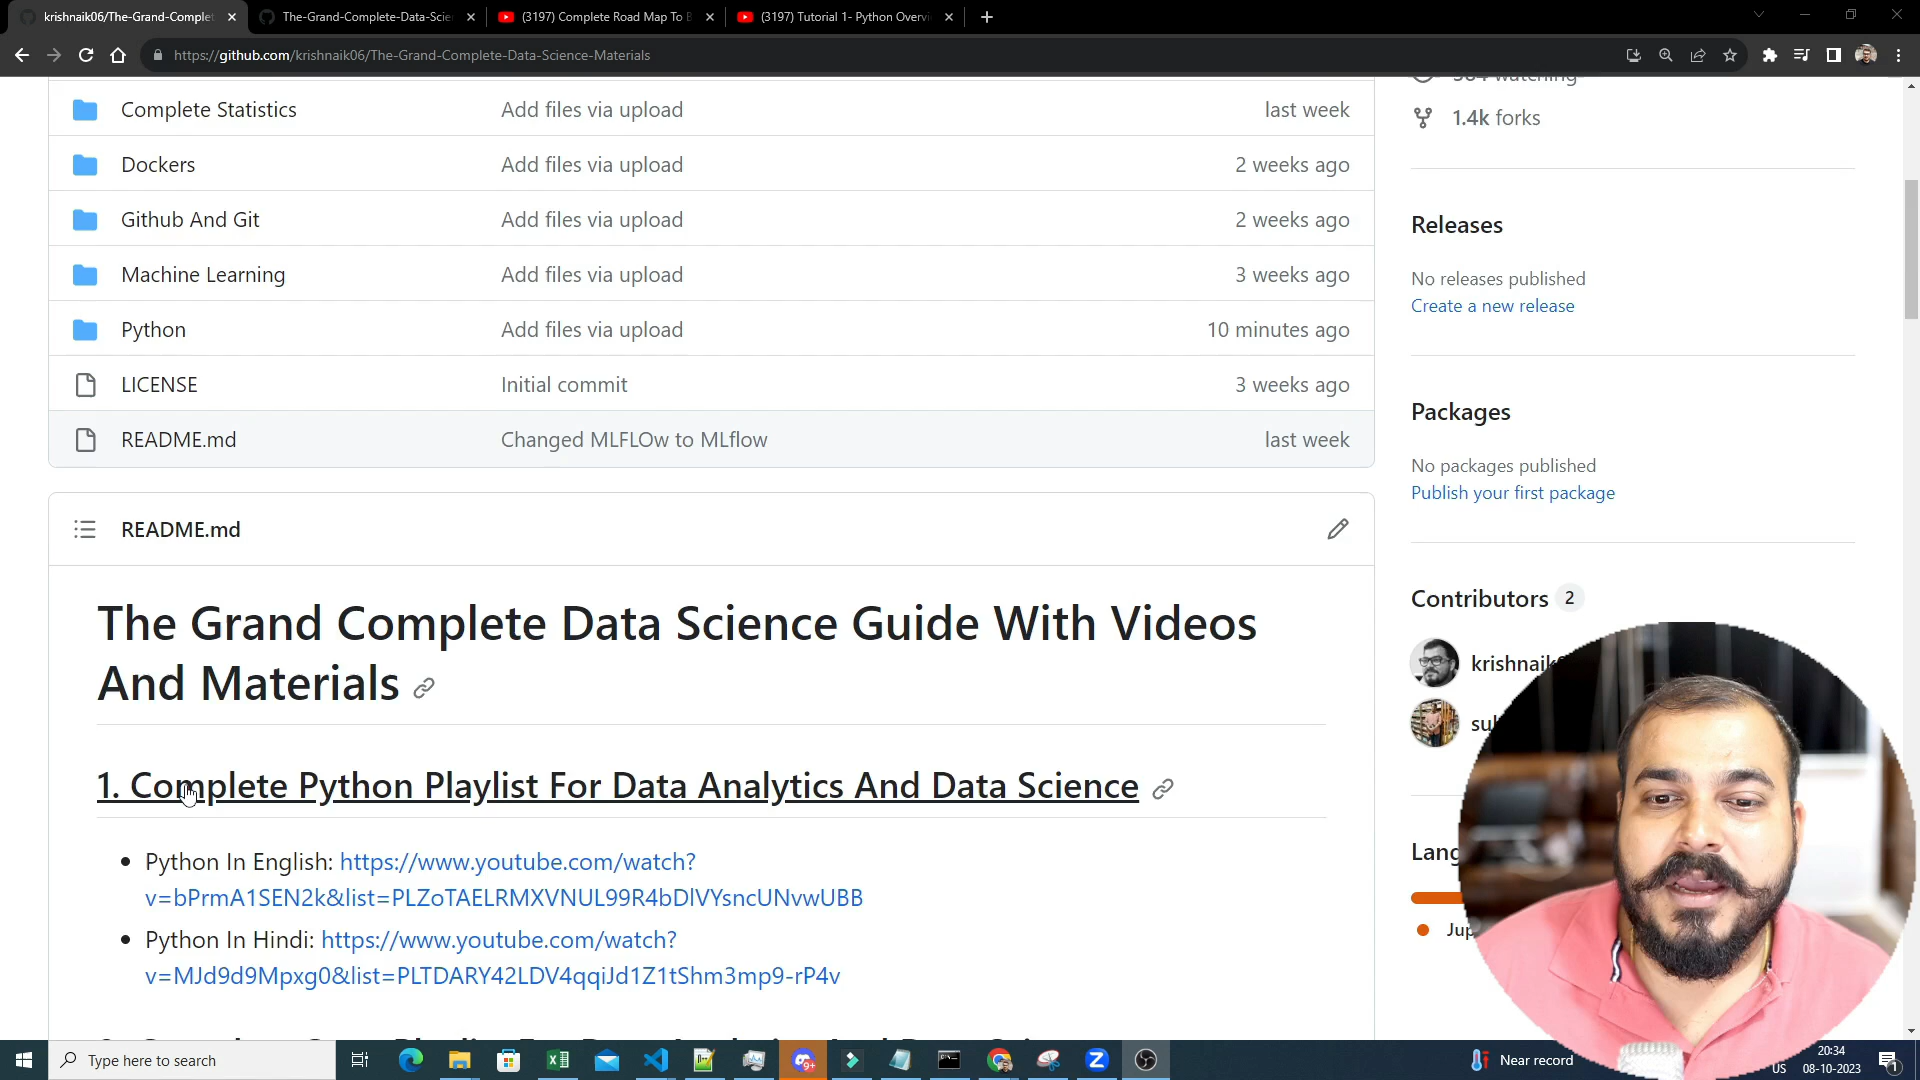 krishnaik06/The-Grand-Complet
The-Grand-Complete-Data-Scie
(3197) Complete Road Map To B
(3197) Tutorial 1- Python Overvi
https://github.com/krishnaik06/The-Grand-Complete-Data-Science-Materials
Complete Statistics Add files via upload last week
Dockers Add files via upload 2 weeks ago
Github And Git Add files via upload 2 weeks ago
Machine Learning Add files via upload 3 weeks ago
Python Add files via upload 10 minutes ago
LICENSE Initial commit 3 weeks ago
README.md Changed MLFLOw to MLflow last week
README.md
The Grand Complete Data Science Guide With Videos
And Materials
1. Complete Python Playlist For Data Analytics And Data Science
Python In English: https://www.youtube.com/watch?
v=bPrmA1SEN2k&list=PLZoTAELRMXVNUL99R4bDlVYsncUNvwUBB
Python In Hindi: https://www.youtube.com/watch?
v=MJd9d9Mpxg0&list=PLTDARY42LDV4qqiJd1Z1tShm3mp9-rP4v
1.4k forks
Releases
No releases published
Create a new release
Packages
No packages published
Publish your first package
Contributors 2
krishnaik
Type here to search
Near record
US
20:34
08-10-2023